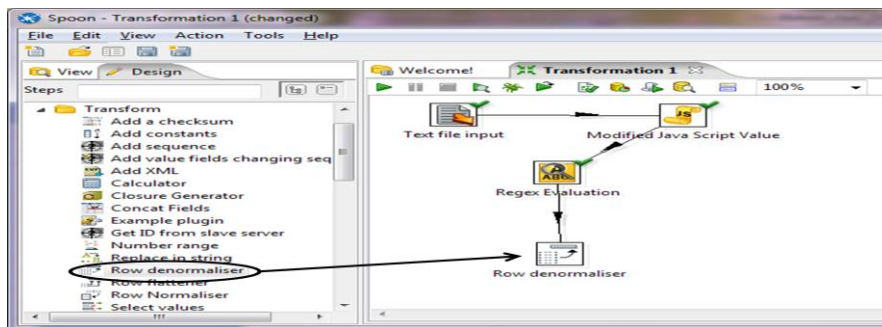 Spoon - Transformation 1 (changed)
File Edit View Action Tools Help
View Design
Steps
Transform
Add a checksum
Add constants
Add sequence
Add value fields changing seq
Add XML
Calculator
Closure Generator
Concat Fields
Example plugin
Get ID from slave server
Number range
Replace in string
Row denormaliser
Row flattener
Row Normaliser
Select values
Welcome! Transformation 1
100%
Text file input
Modified Java Script Value
Regex Evaluation
Row denormaliser